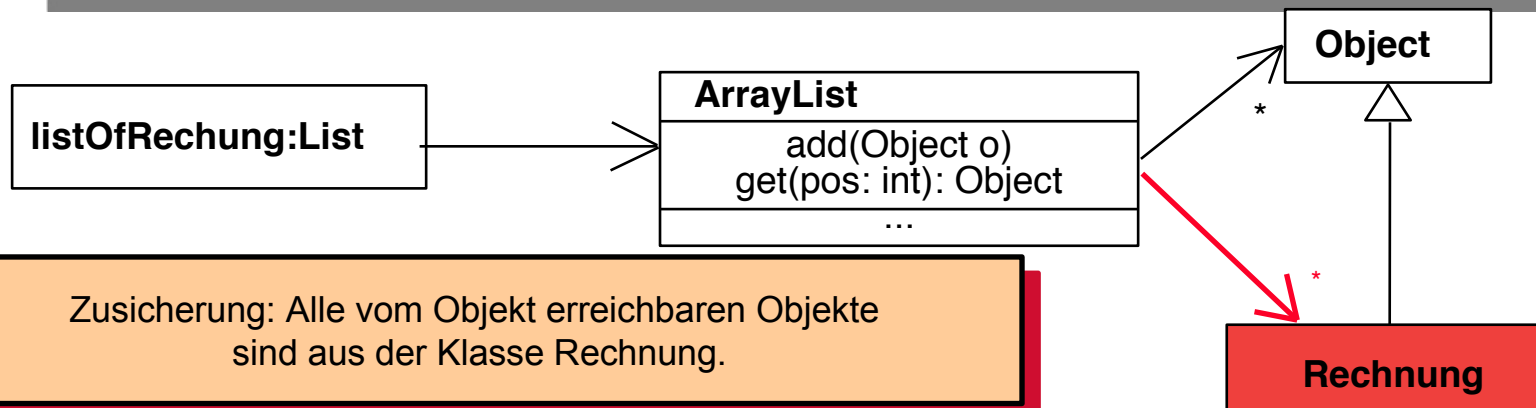 Object
*
listOfRechung:List
ArrayList
add(Object o)
get(pos: int): Object
...
*
Zusicherung: Alle vom Objekt erreichbaren Objekte
sind aus der Klasse Rechnung.
Rechnung